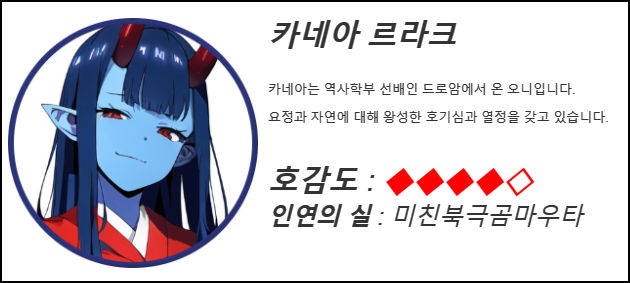 카네아 르라크
카네아는 역사학부 선배인 드로암에서 온 오니입니다.
요정과 자연에 대해 왕성한 호기심과 열정을 갖고 있습니다.
호감도 : ◆◆◆◆◇
인연의 실 : 미친북극곰마우타